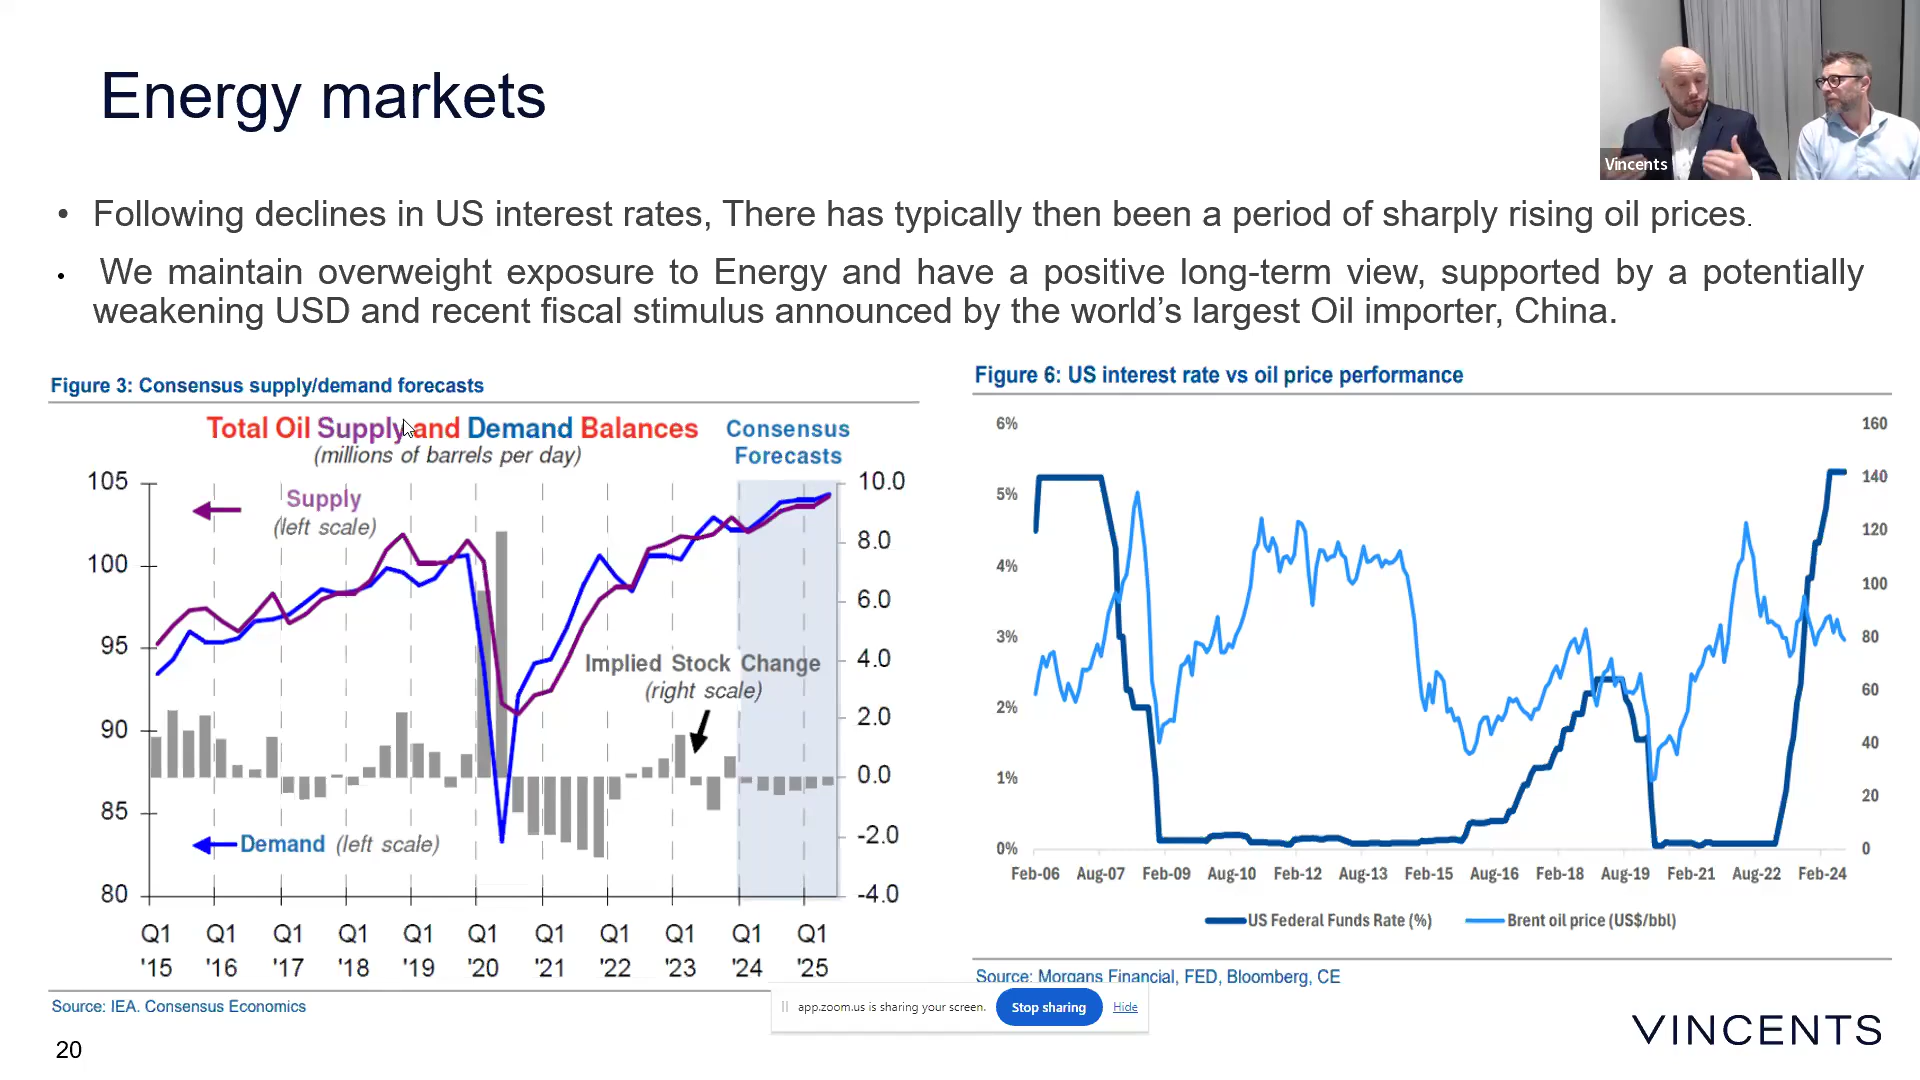 Energy markets
Vincents
• Following declines in US interest rates, There has typically then been a period of sharply rising oil prices.
• We maintain overweight exposure to Energy and have a positive long-term view, supported by a potentially
weakening USD and recent fiscal stimulus announced by the world’s largest Oil importer, China.
Figure 3: Consensus supply/demand forecasts
Total Oil Supply and Demand Balances
(millions of barrels per day)
Consensus
Forecasts
Supply
(left scale)
Implied Stock Change
(right scale)
Demand (left scale)
105
100
95
90
85
80
10.0
8.0
6.0
4.0
2.0
0.0
-2.0
-4.0
Q1 Q1 Q1 Q1 Q1 Q1 Q1 Q1 Q1 Q1 Q1
'15 '16 '17 '18 '19 '20 '21 '22 '23 '24 '25
Source: IEA. Consensus Economics
Figure 6: US interest rate vs oil price performance
6%
5%
4%
3%
2%
1%
0%
160
140
120
100
80
60
40
20
0
Feb-06 Aug-07 Feb-09 Aug-10 Feb-12 Aug-13 Feb-15 Aug-16 Feb-18 Aug-19 Feb-21 Aug-22 Feb-24
US Federal Funds Rate (%) Brent oil price (US$/bbl)
Source: Morgans Financial, FED, Bloomberg, CE
app.zoom.us is sharing your screen. Stop sharing Hide
20
VINCENTS